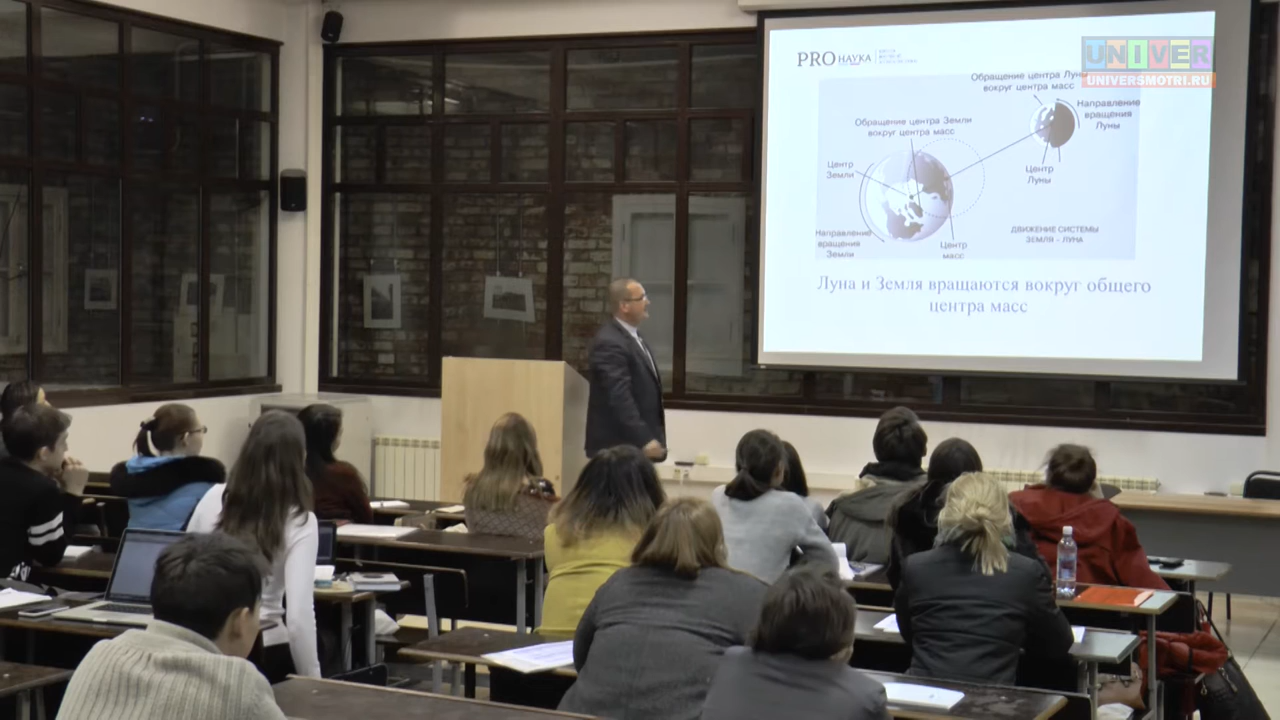 UNIVER
UNIVERSMOTRI.RU
PRO НАУКА
Обращение центра Луны
вокруг центра масс
Направление
вращения
Луны
Обращение центра Земли
вокруг центра масс
Центр
Земли
Центр
Луны
Направление
вращения
Земли
Центр
масс
ДВИЖЕНИЕ СИСТЕМЫ
ЗЕМЛЯ - ЛУНА
Луна и Земля вращаются вокруг общего
центра масс